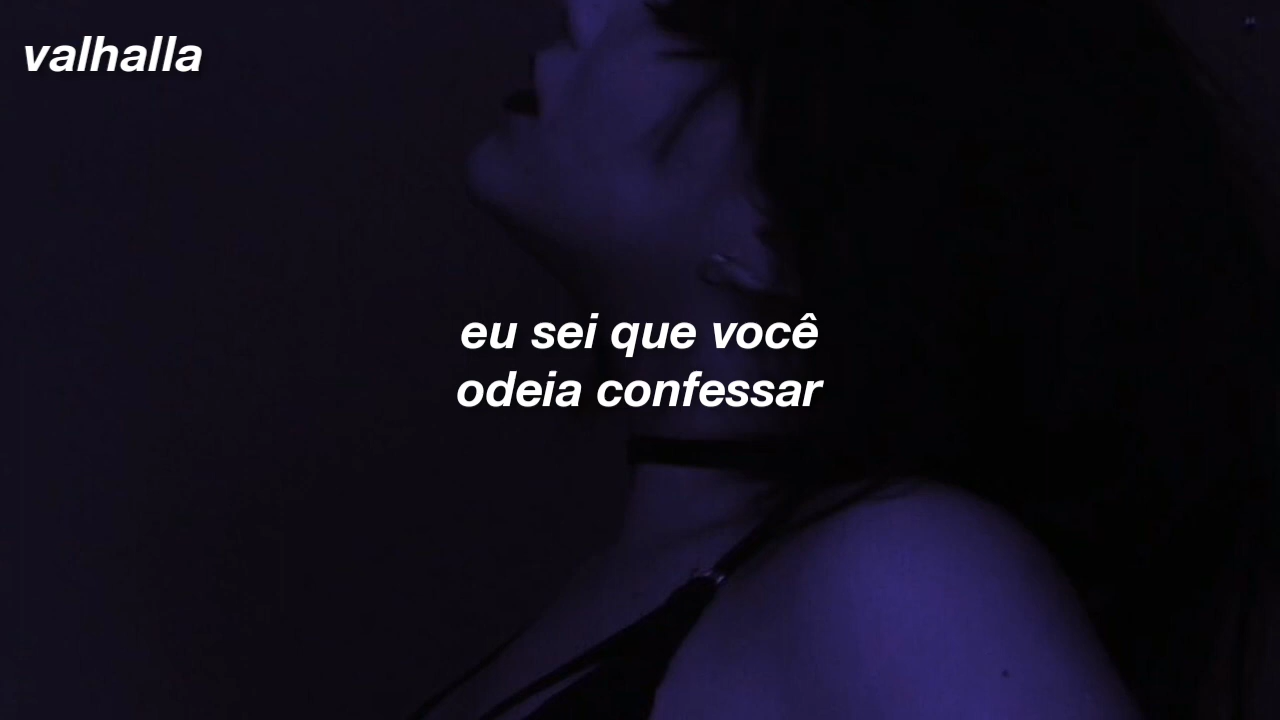 valhalla
eu sei que você
odeia confessar